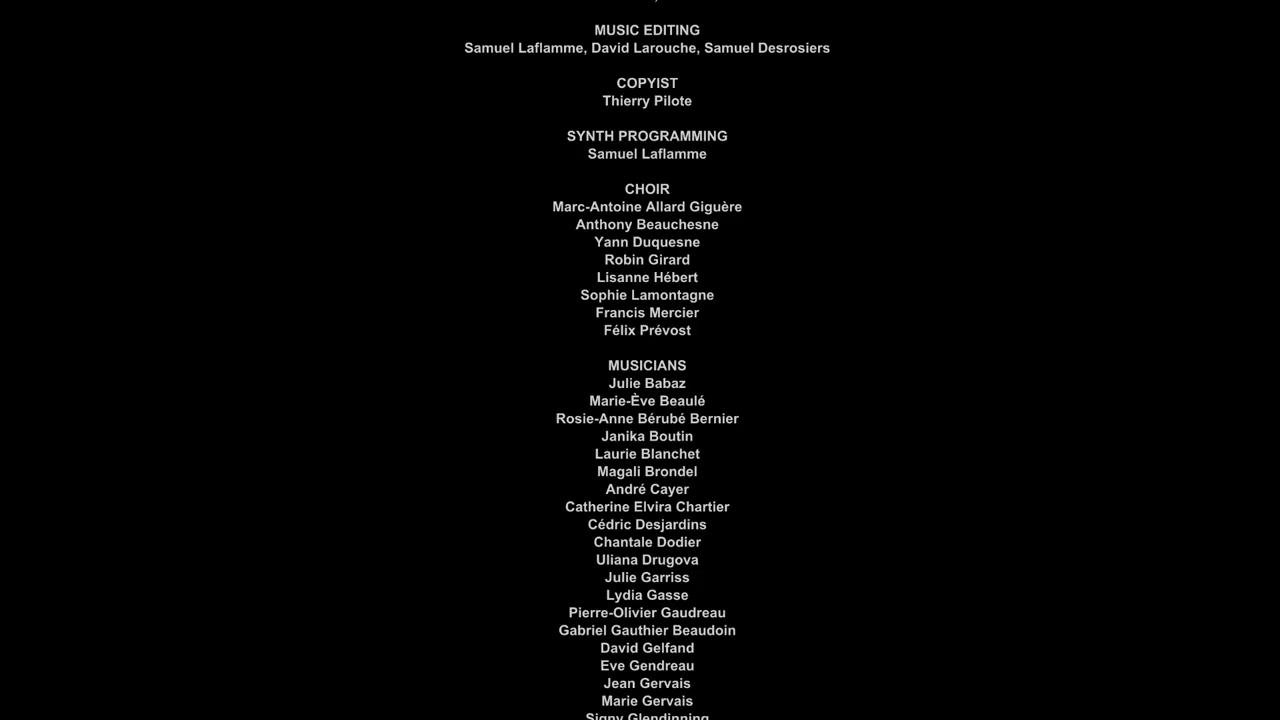 MUSIC EDITING
Samuel Laflamme, David Larouche, Samuel Desrosiers
COPYIST
Thierry Pilote
SYNTH PROGRAMMING
Samuel Laflamme
CHOIR
Marc-Antoine Allard Giguère
Anthony Beauchesne
Yann Duquesne
Robin Girard
Lisanne Hébert
Sophie Lamontagne
Francis Mercier
Félix Prévost
MUSICIANS
Julie Babaz
Marie-Ève Beaulé
Rosie-Anne Bérubé Bernier
Janika Boutin
Laurie Blanchet
Magali Brondel
André Cayer
Catherine Elvira Chartier
Cédric Desjardins
Chantale Dodier
Uliana Drugova
Julie Garriss
Lydia Gasse
Pierre-Olivier Gaudreau
Gabriel Gauthier Beaudoin
David Gelfand
Eve Gendreau
Jean Gervais
Marie Gervais
Signy Glendinning